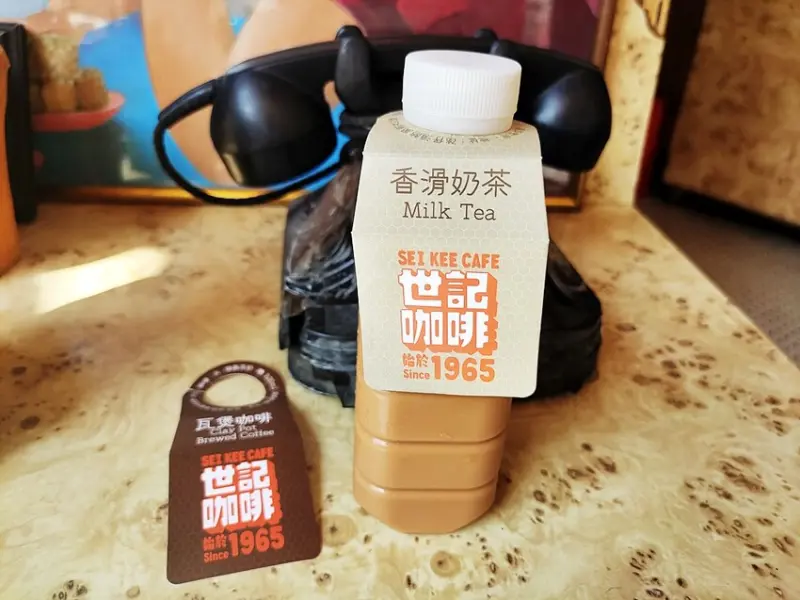 香滑奶茶
Milk Tea
SEI KEE CAFE
世記
咖啡
始於
Since 1965
瓦煲咖啡
Clay Pot
Brewed Coffee
SEI KEE CAFE
世記
咖啡
始於
Since 1965